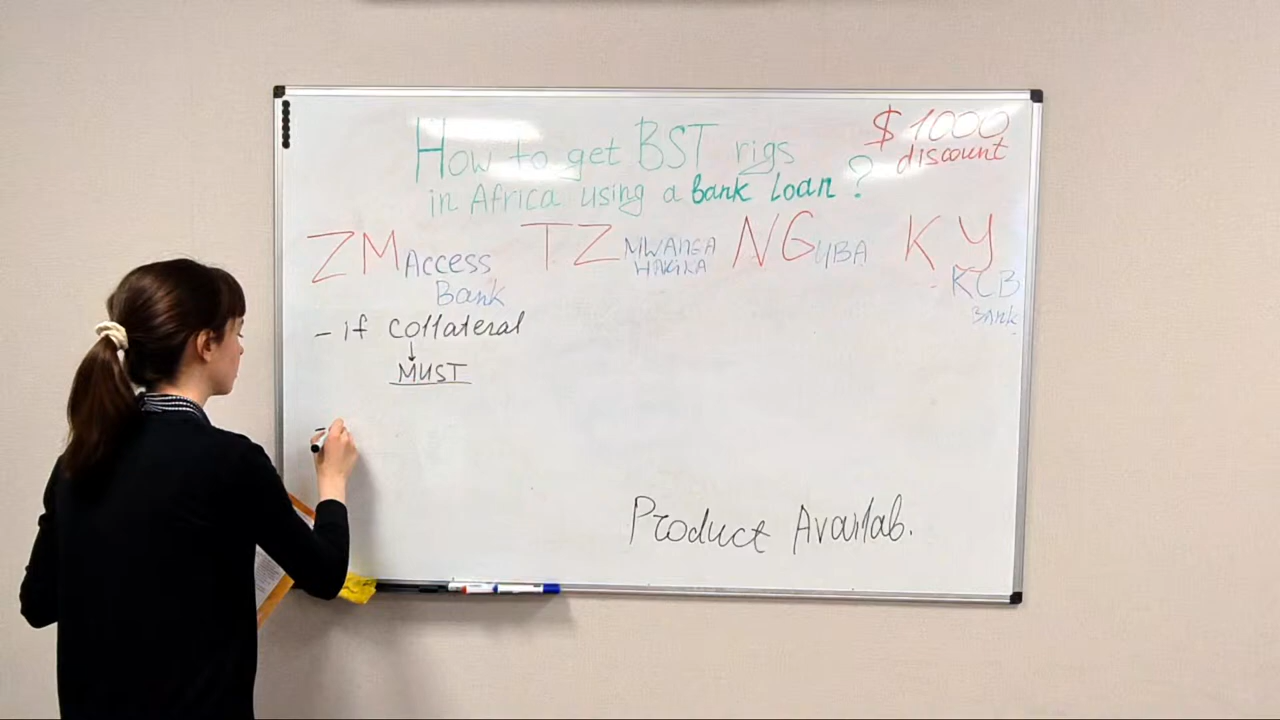 How to get BST rigs
in Africa using a bank loan?
$1000
discount
ZM Access
Bank
TZ MWANGA
HAKIKA
NG UBA
KY
KCB
BANK
- if collateral
MUST
-
Product Availab.